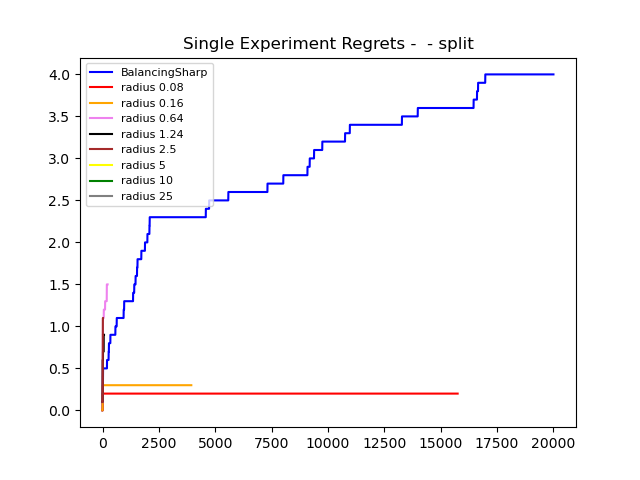 Single Experiment Regrets -  - split
BalancingSharp
radius 0.08
radius 0.16
radius 0.64
radius 1.24
radius 2.5
radius 5
radius 10
radius 25
4.0
3.5
3.0
2.5
2.0
1.5
1.0
0.5
0.0
0 2500 5000 7500 10000 12500 15000 17500 20000